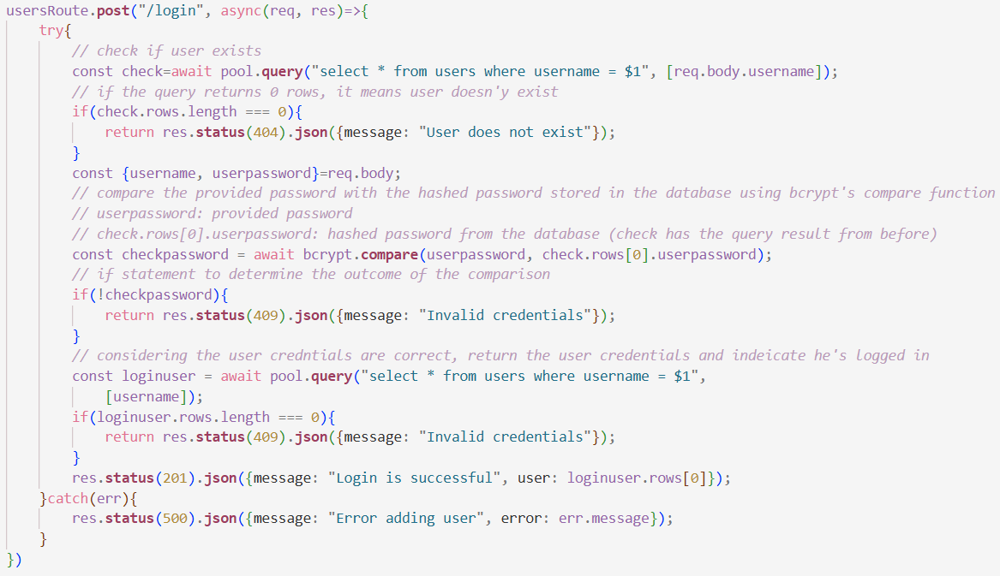 usersRoute.post("/login", async(req, res)=>{
    try{
        // check if user exists
        const check=await pool.query("select * from users where username = $1", [req.body.username]);
        // if the query returns 0 rows, it means user doesn'y exist
        if(check.rows.length === 0){
            return res.status(404).json({message: "User does not exist"});
        }
        const {username, userpassword}=req.body;
        // compare the provided password with the hashed password stored in the database using bcrypt's compare function
        // userpassword: provided password
        // check.rows[0].userpassword: hashed password from the database (check has the query result from before)
        const checkpassword = await bcrypt.compare(userpassword, check.rows[0].userpassword);
        // if statement to determine the outcome of the comparison
        if(!checkpassword){
            return res.status(409).json({message: "Invalid credentials"});
        }
        // considering the user credntials are correct, return the user credentials and indeicate he's logged in
        const loginuser = await pool.query("select * from users where username = $1",
            [username]);
        if(loginuser.rows.length === 0){
            return res.status(409).json({message: "Invalid credentials"});
        }
        res.status(201).json({message: "Login is successful", user: loginuser.rows[0]});
    }catch(err){
        res.status(500).json({message: "Error adding user", error: err.message});
    }
})